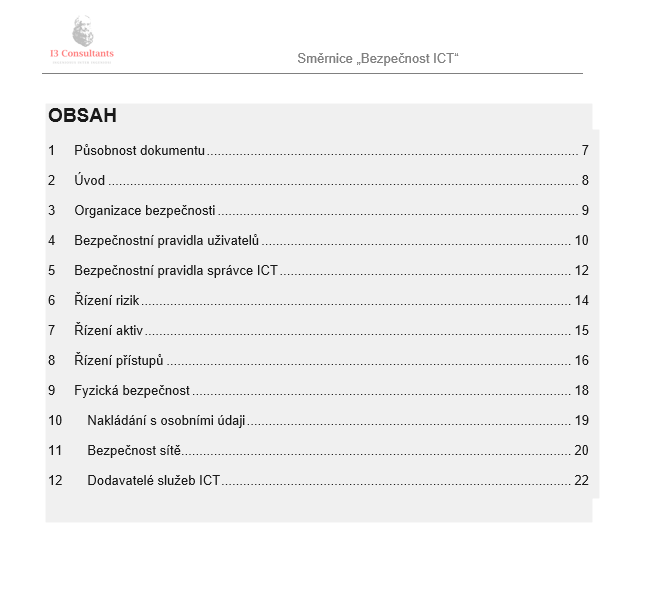 I3 Consultants
Směrnice „Bezpečnost ICT“
OBSAH
1 Působnost dokumentu 7
2 Úvod 8
3 Organizace bezpečnosti 9
4 Bezpečnostní pravidla uživatelů 10
5 Bezpečnostní pravidla správce ICT 12
6 Řízení rizik 14
7 Řízení aktiv 15
8 Řízení přístupů 16
9 Fyzická bezpečnost 18
10 Nakládání s osobními údaji 19
11 Bezpečnost sítě 20
12 Dodavatelé služeb ICT 22